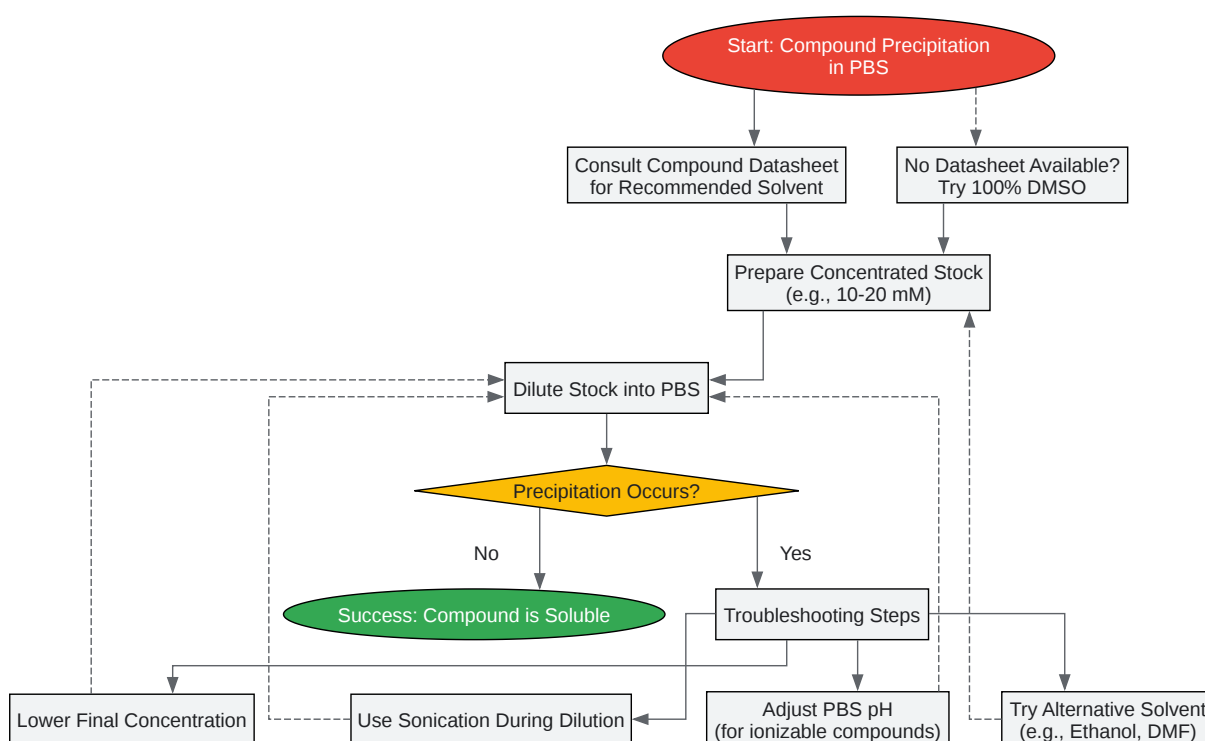 Start: Compound Precipitation
in PBS
Consult Compound Datasheet
for Recommended Solvent
No Datasheet Available?
Try 100% DMSO
Prepare Concentrated Stock
(e.g., 10-20 mM)
Dilute Stock into PBS
Precipitation Occurs?
No
Yes
Success: Compound is Soluble
Troubleshooting Steps
Lower Final Concentration
Use Sonication During Dilution
Adjust PBS pH
(for ionizable compounds)
Try Alternative Solvent
(e.g., Ethanol, DMF)